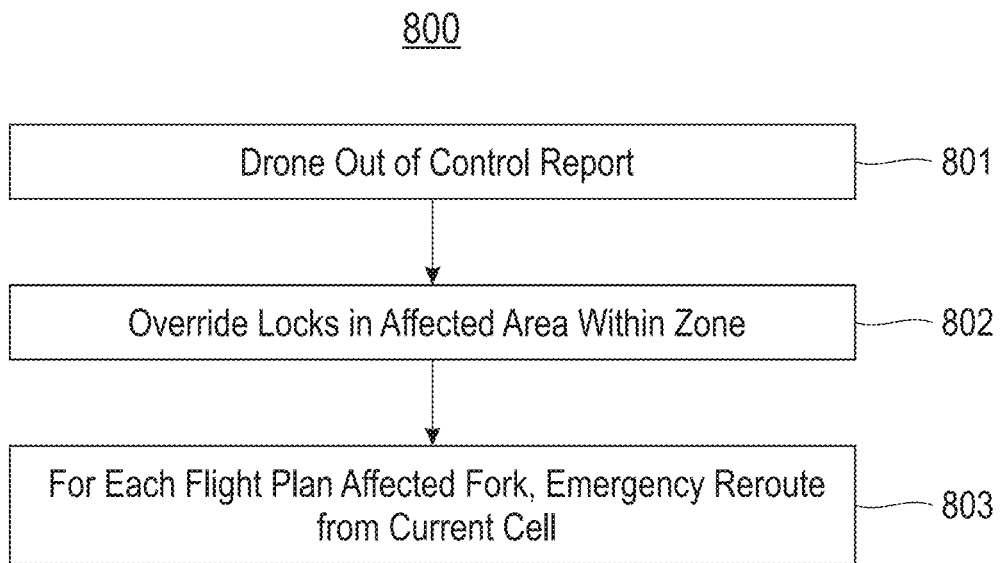 800
Drone Out of Control Report
801
Override Locks in Affected Area Within Zone
802
For Each Flight Plan Affected Fork, Emergency Reroute
from Current Cell
803